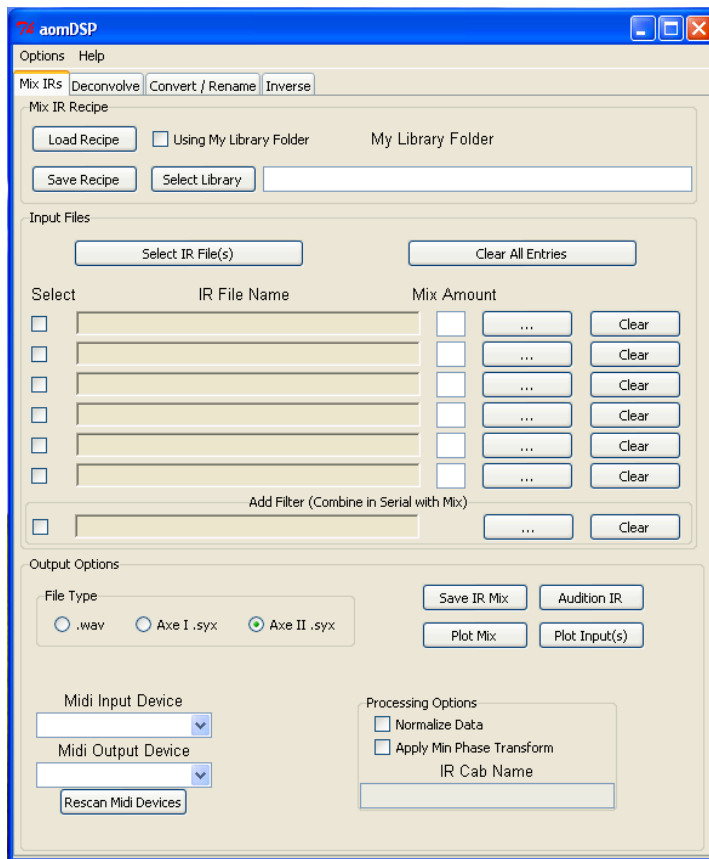 aomDSP
Options Help
Mix IRs Deconvolve Convert / Rename Inverse
Mix IR Recipe
Load Recipe Using My Library Folder My Library Folder
Save Recipe Select Library
Input Files
Select IR File(s) Clear All Entries
Select IR File Name Mix Amount
... Clear
... Clear
... Clear
... Clear
... Clear
... Clear
Add Filter (Combine in Serial with Mix)
... Clear
Output Options
File Type
Save IR Mix Audition IR
.wav Axe I .syx Axe II .syx
Plot Mix Plot Input(s)
Midi Input Device
Processing Options
Normalize Data
Midi Output Device
Apply Min Phase Transform
IR Cab Name
Rescan Midi Devices